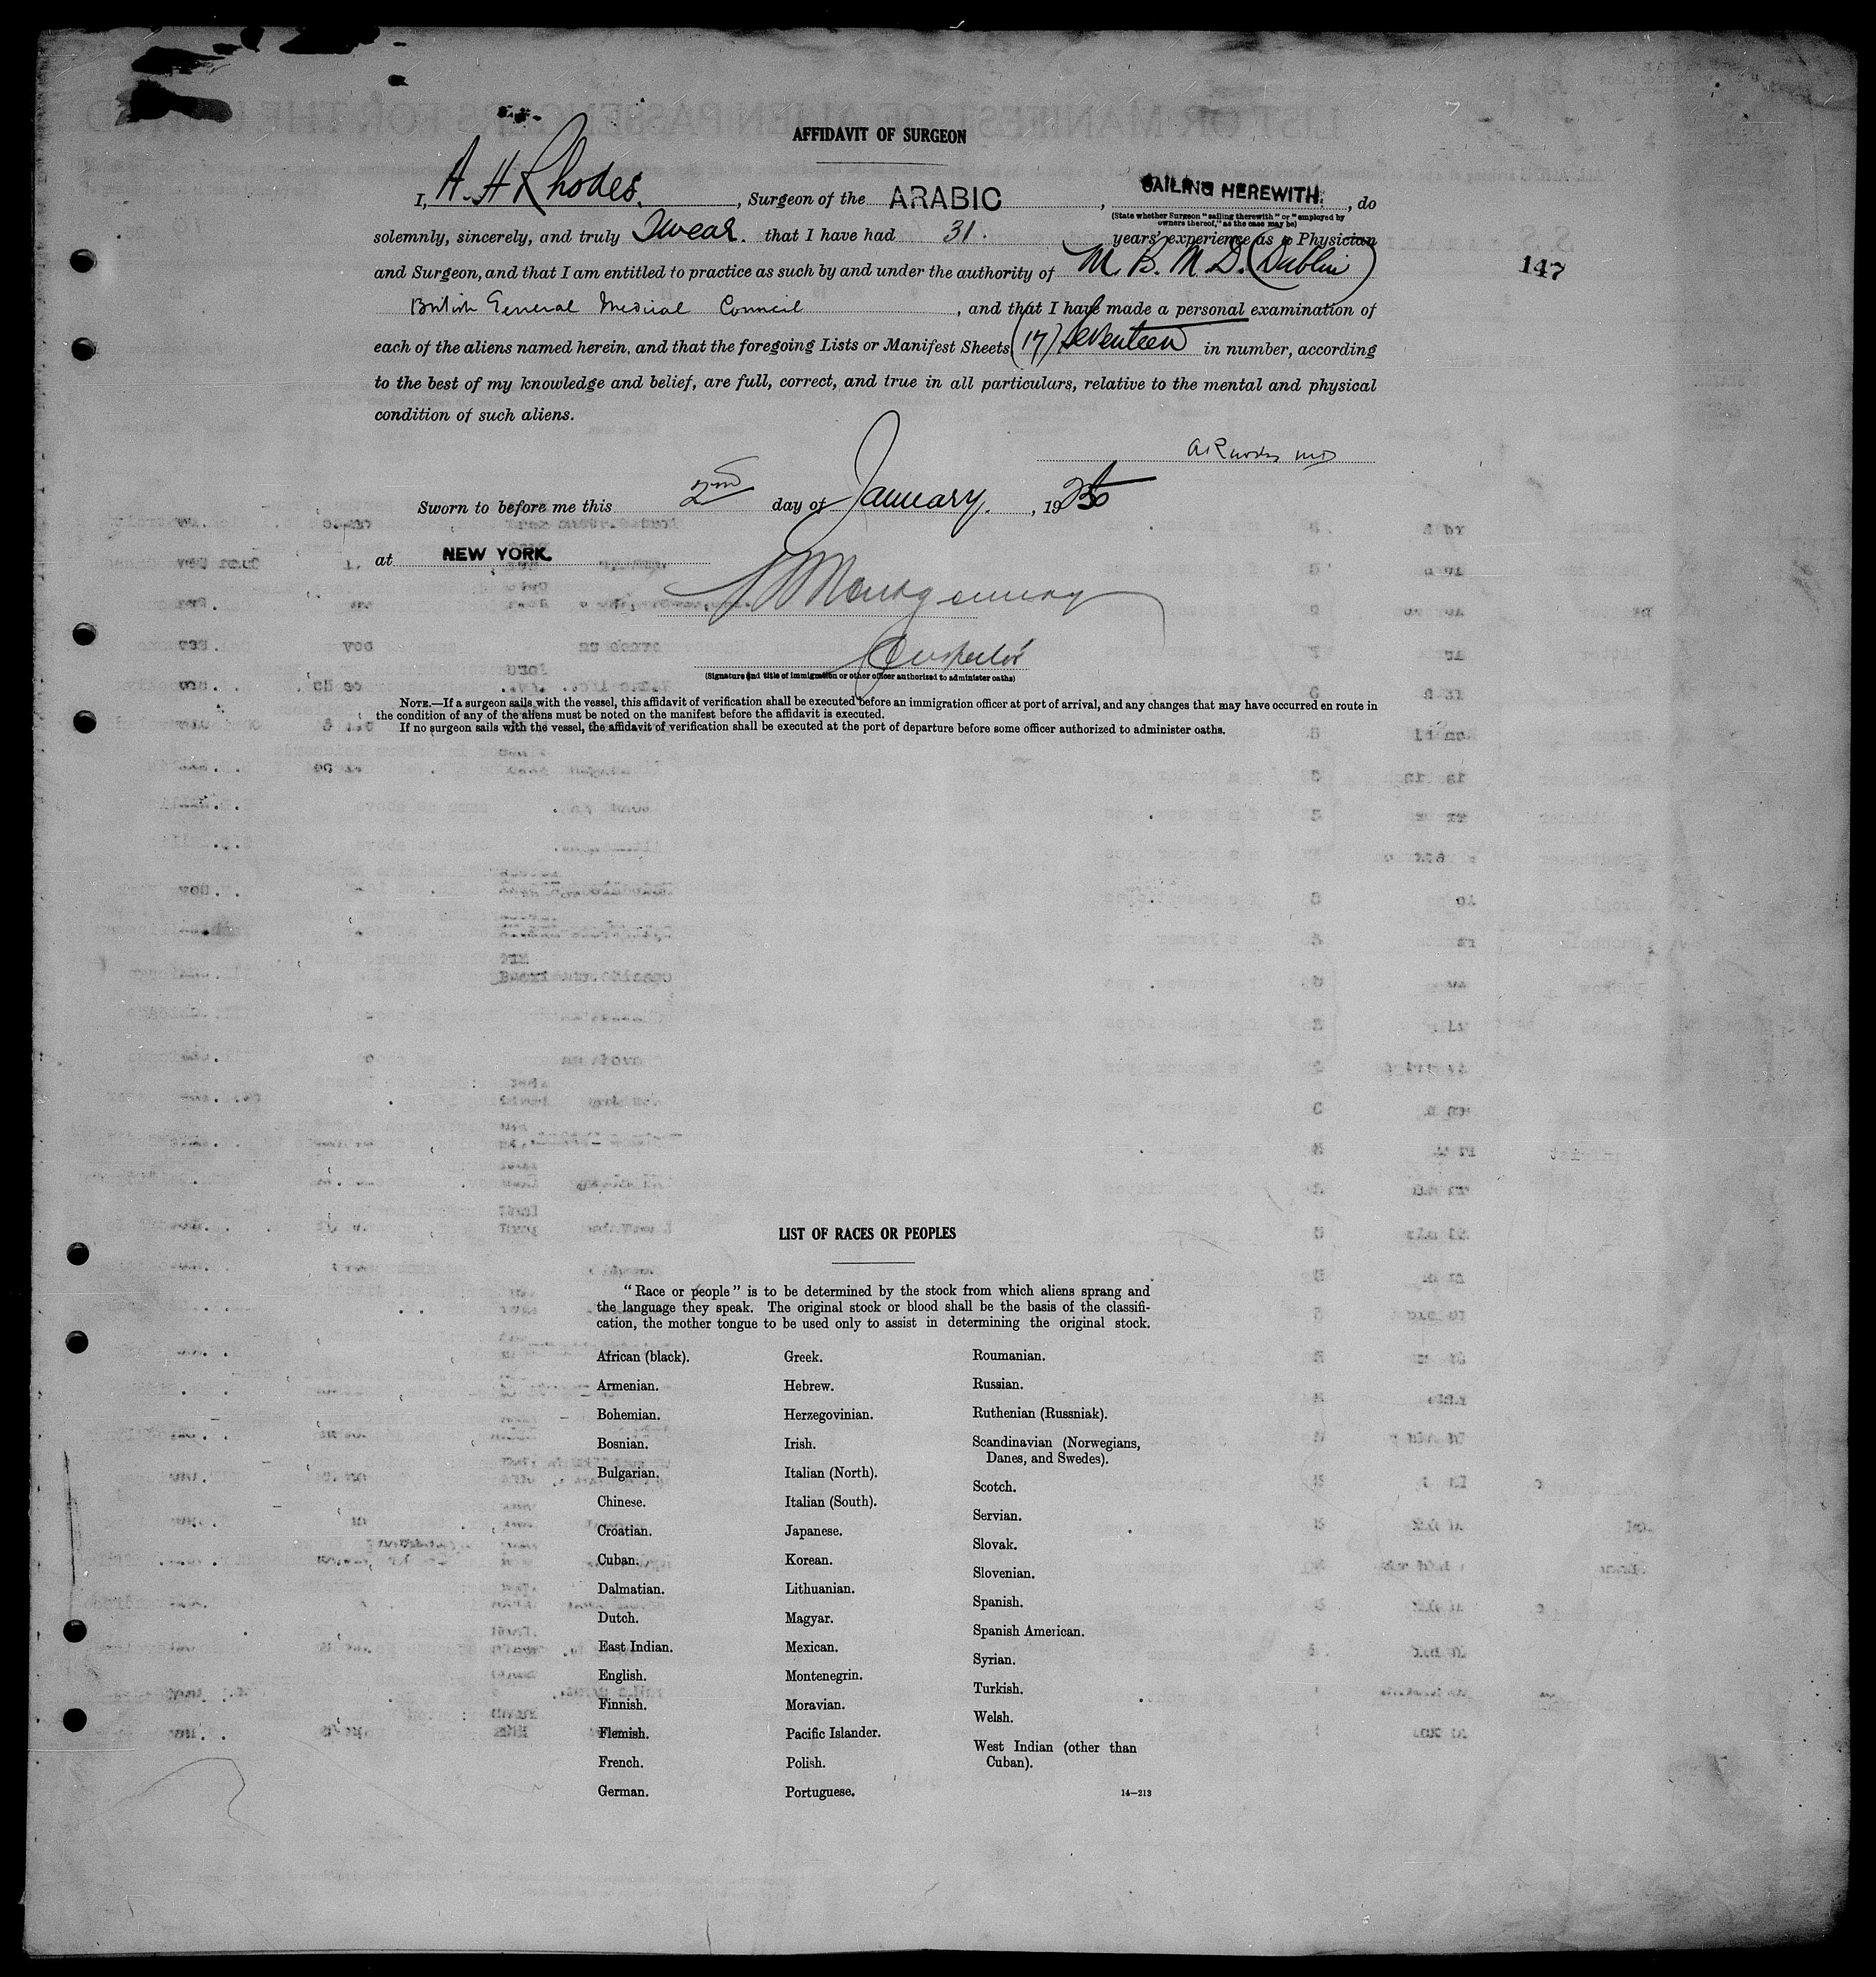 AFFIDAVIT OF SURGEON
I, A. H Rhodes. , Surgeon of the ARABIC , SAILING HEREWITH. , do
(State whether Surgeon "sailing therewith" or "employed by
owners thereof," as the case may be)
solemnly, sincerely, and truly Swear. that I have had 31. years' experience as a Physician
and Surgeon, and that I am entitled to practice as such by and under the authority of M. B. M. D. (Dublin)
147
British General Medical Council , and that I have made a personal examination of
each of the aliens named herein, and that the foregoing Lists or Manifest Sheets (17) Seventeen in number, according
to the best of my knowledge and belief, are full, correct, and true in all particulars, relative to the mental and physical
condition of such aliens.
Rhodes MD
Sworn to before me this 2nd day of January. , 19
at NEW YORK.
Montgomery
Inspector
(Signature and title of immigration or other officer authorized to administer oaths)
NOTE.—If a surgeon sails with the vessel, this affidavit of verification shall be executed before an immigration officer at port of arrival, and any changes that may have occurred en route in
the condition of any of the aliens must be noted on the manifest before the affidavit is executed.
If no surgeon sails with the vessel, the affidavit of verification shall be executed at the port of departure before some officer authorized to administer oaths.
LIST OF RACES OR PEOPLES
"Race or people" is to be determined by the stock from which aliens sprang and
the language they speak. The original stock or blood shall be the basis of the classifi-
cation, the mother tongue to be used only to assist in determining the original stock.
African (black).
Armenian.
Bohemian.
Bosnian.
Bulgarian.
Chinese.
Croatian.
Cuban.
Dalmatian.
Dutch.
East Indian.
English.
Finnish.
Flemish.
French.
German.
Greek.
Hebrew.
Herzegovinian.
Irish.
Italian (North).
Italian (South).
Japanese.
Korean.
Lithuanian.
Magyar.
Mexican.
Montenegrin.
Moravian.
Pacific Islander.
Polish.
Portuguese.
Roumanian.
Russian.
Ruthenian (Russniak).
Scandinavian (Norwegians,
Danes, and Swedes).
Scotch.
Servian.
Slovak.
Slovenian.
Spanish.
Spanish American.
Syrian.
Turkish.
Welsh.
West Indian (other than
Cuban).
14—213